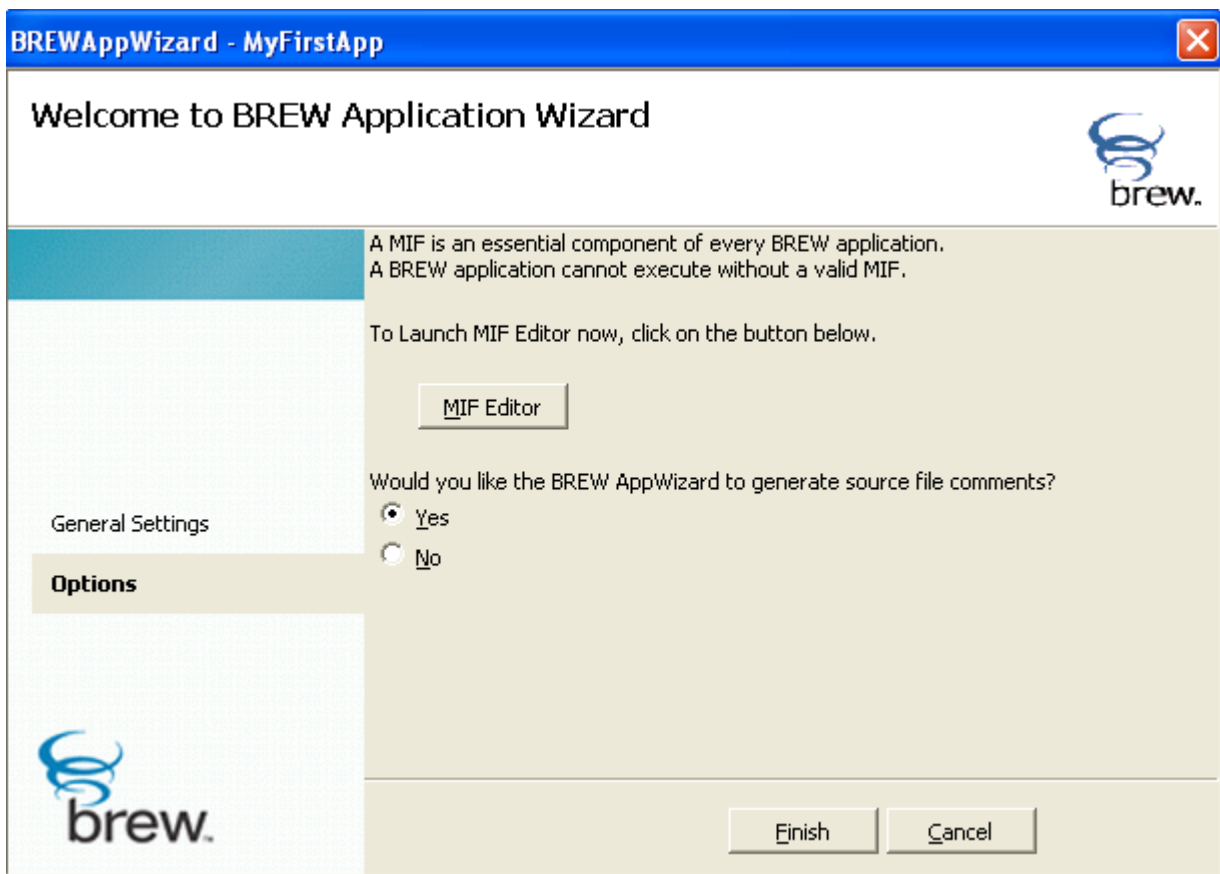 BREWAppWizard - MyFirstApp
Welcome to BREW Application Wizard
brew™
A MIF is an essential component of every BREW application.
A BREW application cannot execute without a valid MIF.
To Launch MIF Editor now, click on the button below.
MIF Editor
Would you like the BREW AppWizard to generate source file comments?
Yes
No
General Settings
Options
brew™
Finish
Cancel